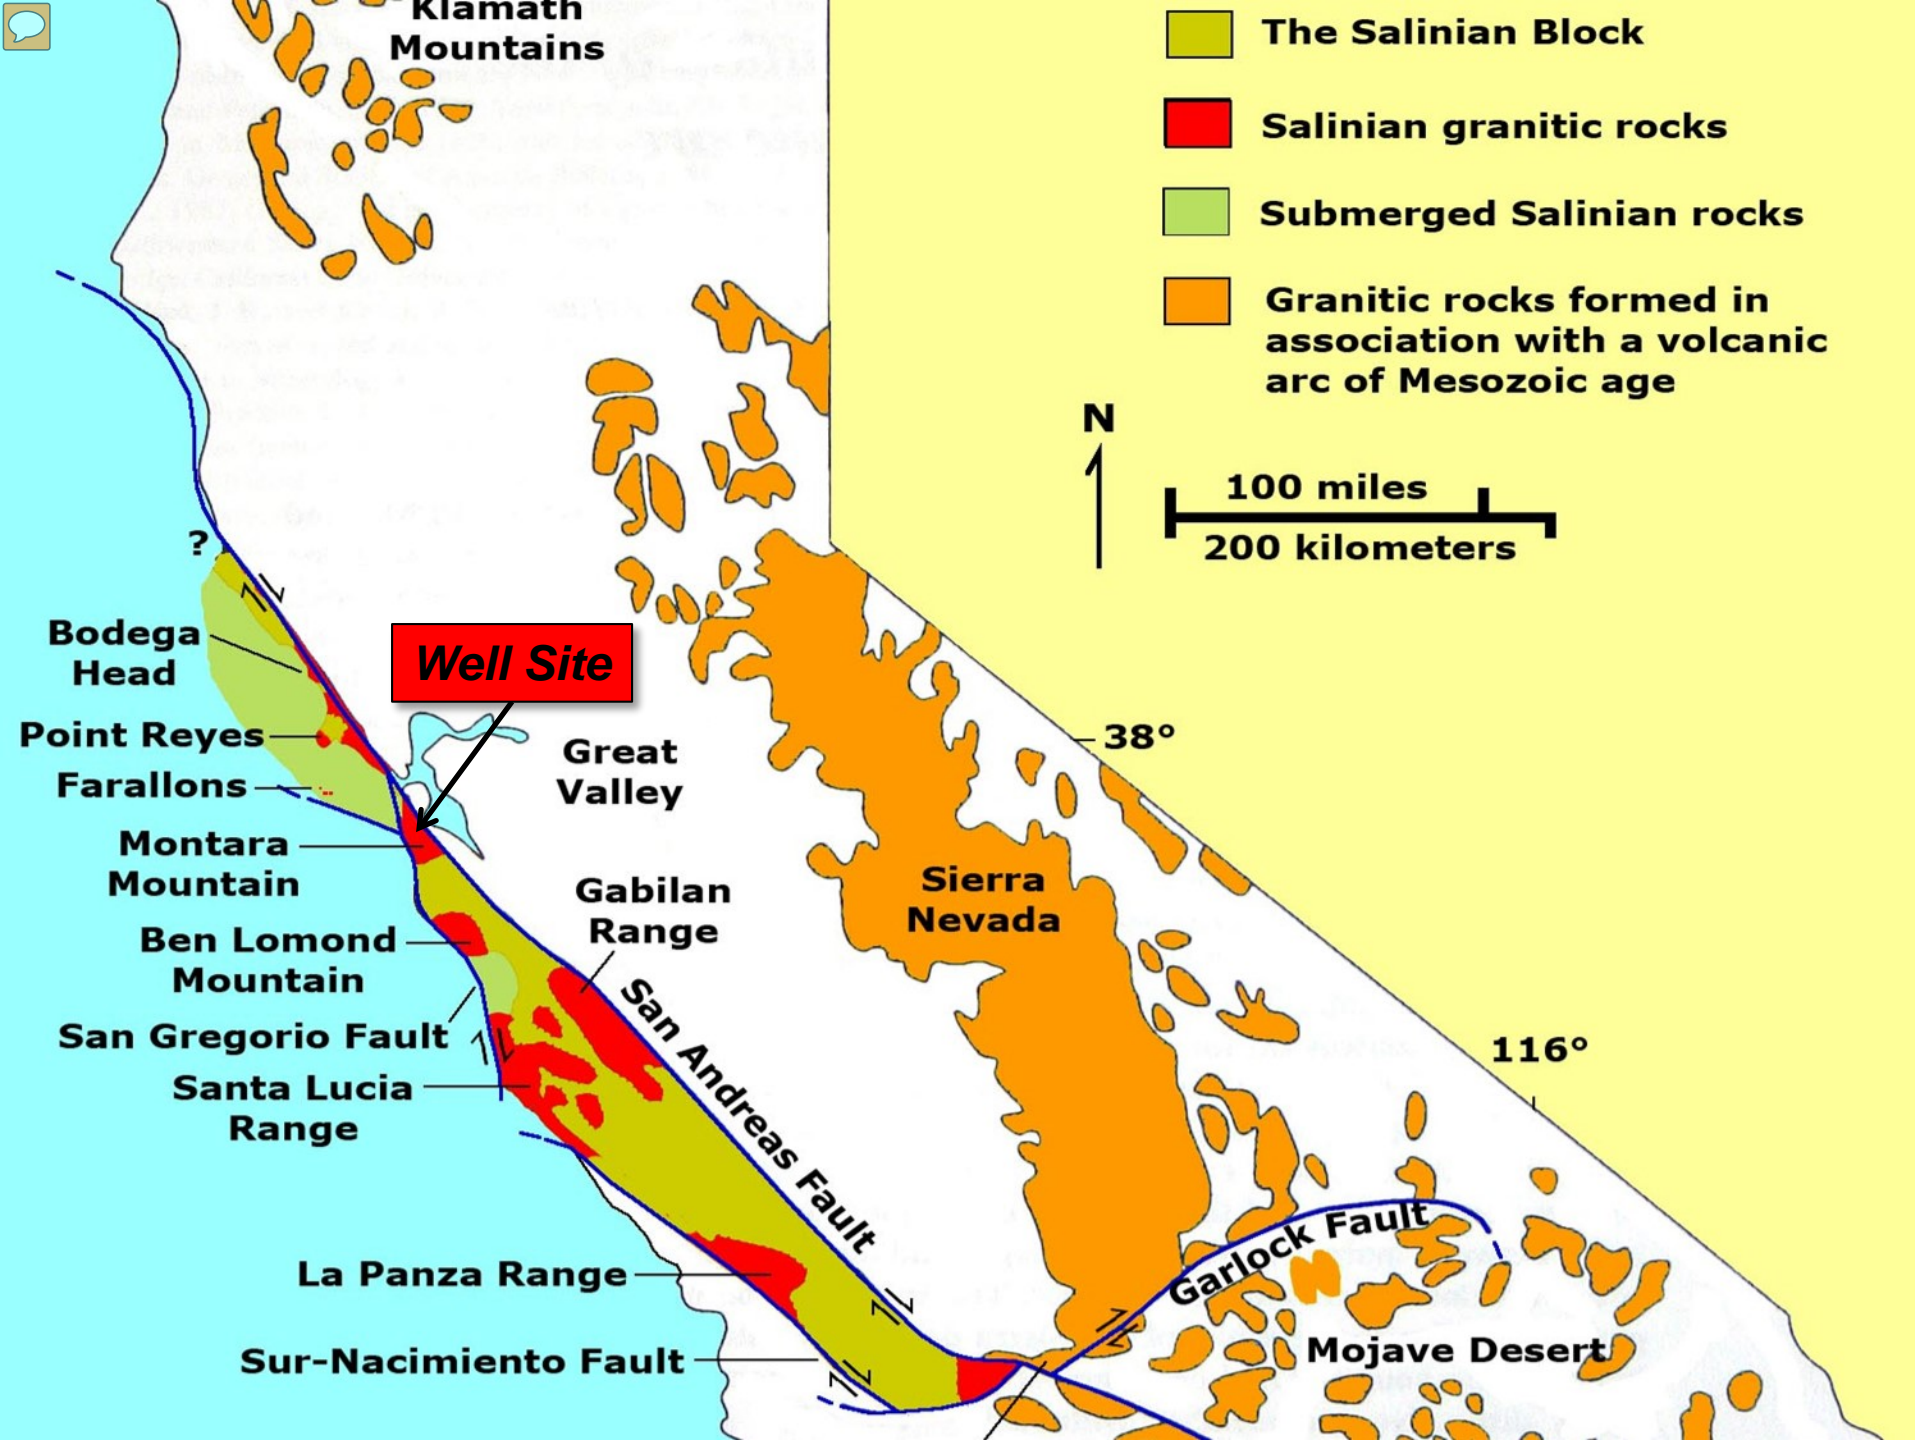 Klamath
Mountains
The Salinian Block
Salinian granitic rocks
Submerged Salinian rocks
Granitic rocks formed in
association with a volcanic
arc of Mesozoic age
N
100 miles
200 kilometers
?
Bodega
Head
Well Site
Point Reyes
Farallons
Great
Valley
38°
Montara
Mountain
Gabilan
Range
Sierra
Nevada
Ben Lomond
Mountain
San Gregorio Fault
San Andreas Fault
116°
Santa Lucia
Range
La Panza Range
Garlock Fault
Sur-Nacimiento Fault
Mojave Desert